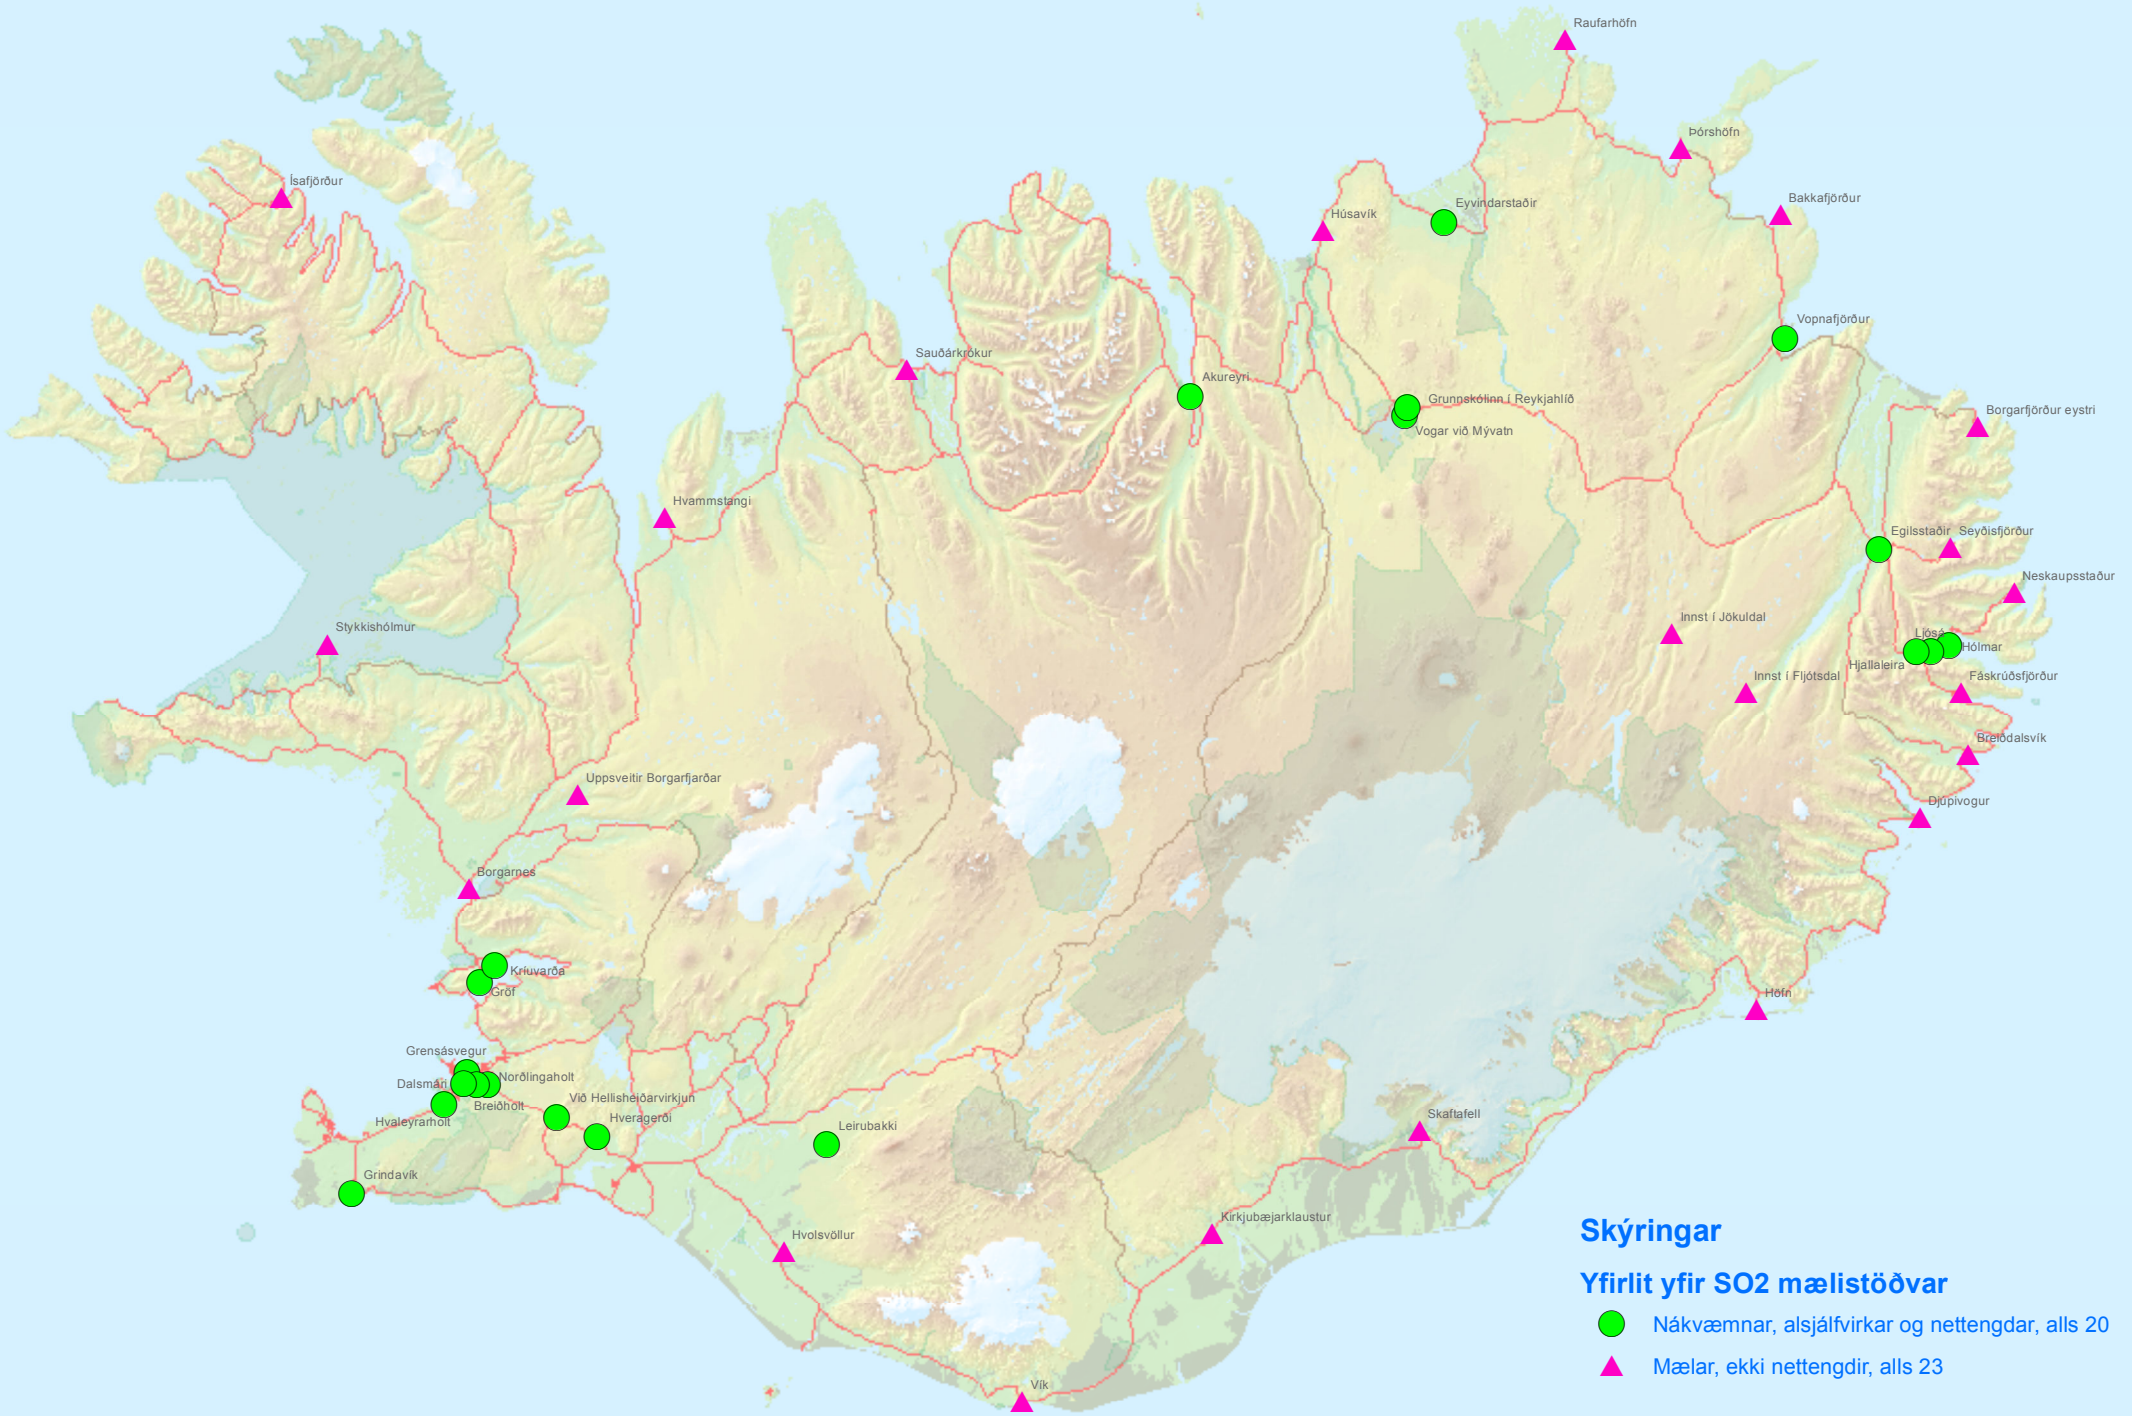 Raufarhöfn
Þórshöfn
Ísafjörður
Bakkafjörður
Eyvindarstaðir
Húsavík
Vopnafjörður
Sauðárkrókur
Akureyri
Grunnskólinn í Reykjahlíð
Borgarfjörður eystri
Vogar við Mývatn
Hvammstangi
Egilsstaðir
Seyðisfjörður
Neskaupsstaður
Innst í Jökuldal
Stykkishólmur
Ljósá
Hólmar
Hjallaleira
Innst í Fljótsdal
Fáskrúðsfjörður
Breiðdalsvík
Uppsveitir Borgarfjarðar
Djúpivogur
Borgarnes
Kríuvarða
Gröf
Höfn
Grensásvegur
Norðlingaholt
Dalsmári
Við Hellisheiðarvirkjun
Breiðholt
Hveragerði
Hvaleyrarholt
Leirubakki
Skaftafell
Grindavík
Kirkjubæjarklaustur
Hvolsvöllur
Vík
Skýringar
Yfirlit yfir SO2 mælistöðvar
Nákvæmnar, alsjálfvirkar og nettengdar, alls 20
Mælar, ekki nettengdir, alls 23